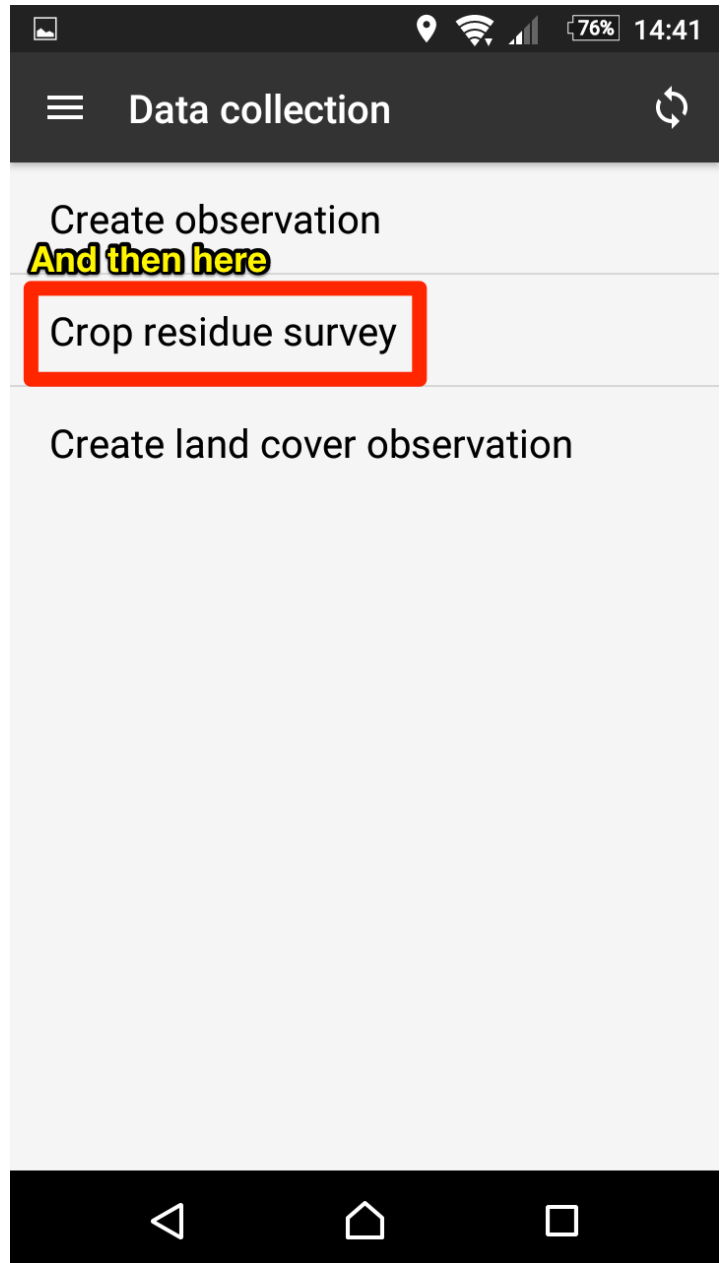 76% 14:41
Data collection
Create observation
And then here
Crop residue survey
Create land cover observation